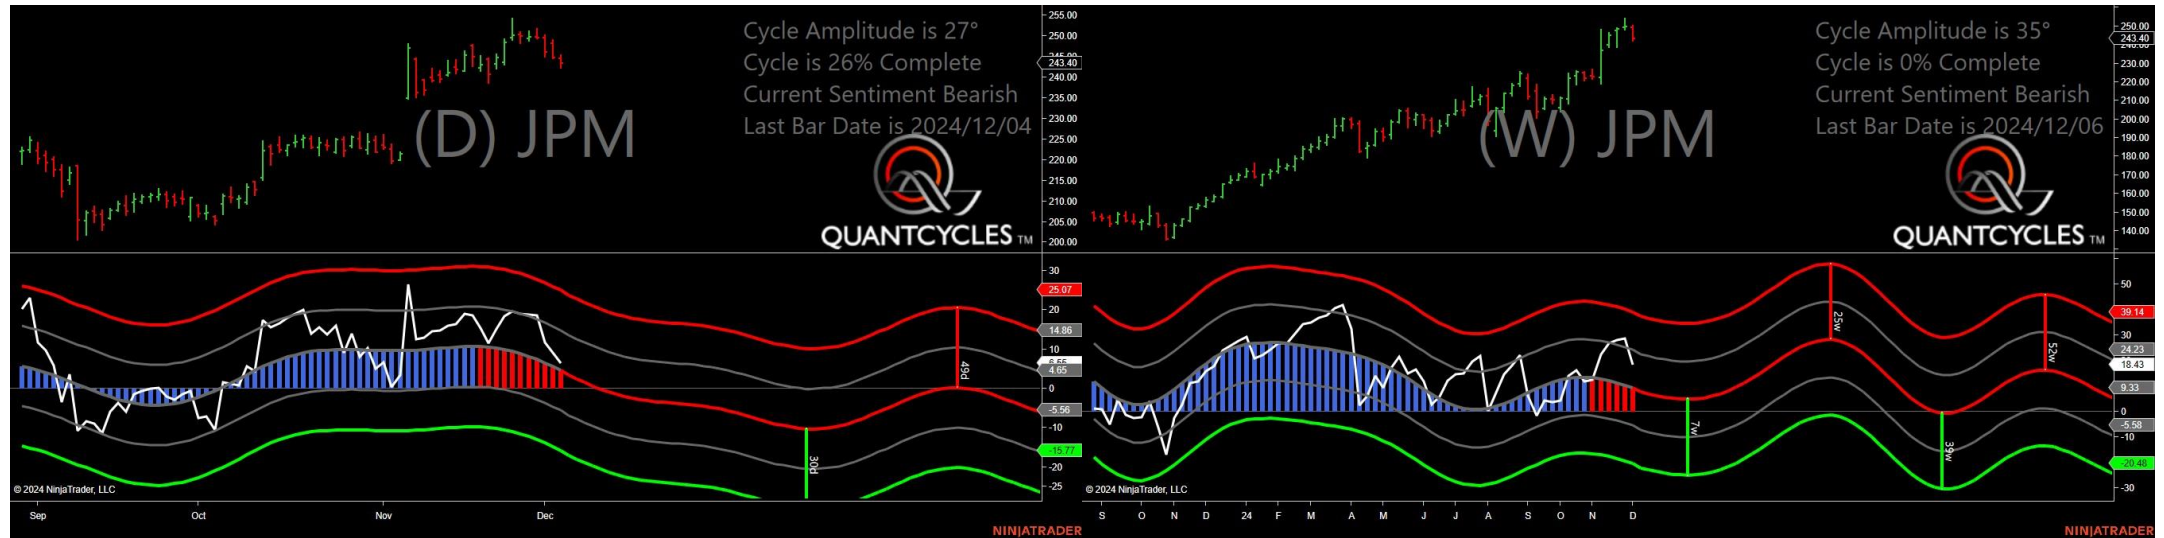 Cycle Amplitude is 27°
Cycle is 26% Complete
Current Sentiment Bearish
Last Bar Date is 2024/12/04
(D) JPM
QUANTCYCLES TM
255.00
250.00
243.40
240.00
235.00
230.00
225.00
220.00
215.00
210.00
205.00
200.00
30
25.07
20
14.86
10
4.65
0
-5.56
-10
-15.77
-20
-25
49d
30d
© 2024 NinjaTrader, LLC
Sep Oct Nov Dec
NINJATRADER
Cycle Amplitude is 35°
Cycle is 0% Complete
Current Sentiment Bearish
Last Bar Date is 2024/12/06
(W) JPM
QUANTCYCLES TM
250.00
243.40
230.00
220.00
210.00
200.00
190.00
180.00
170.00
160.00
150.00
140.00
50
39.14
30
24.23
18.43
9.33
0
-5.58
-10
-20.48
-30
25w
52w
7w
39w
© 2024 NinjaTrader, LLC
S O N D 24 F M A M J J A S O N D
NINJATRADER